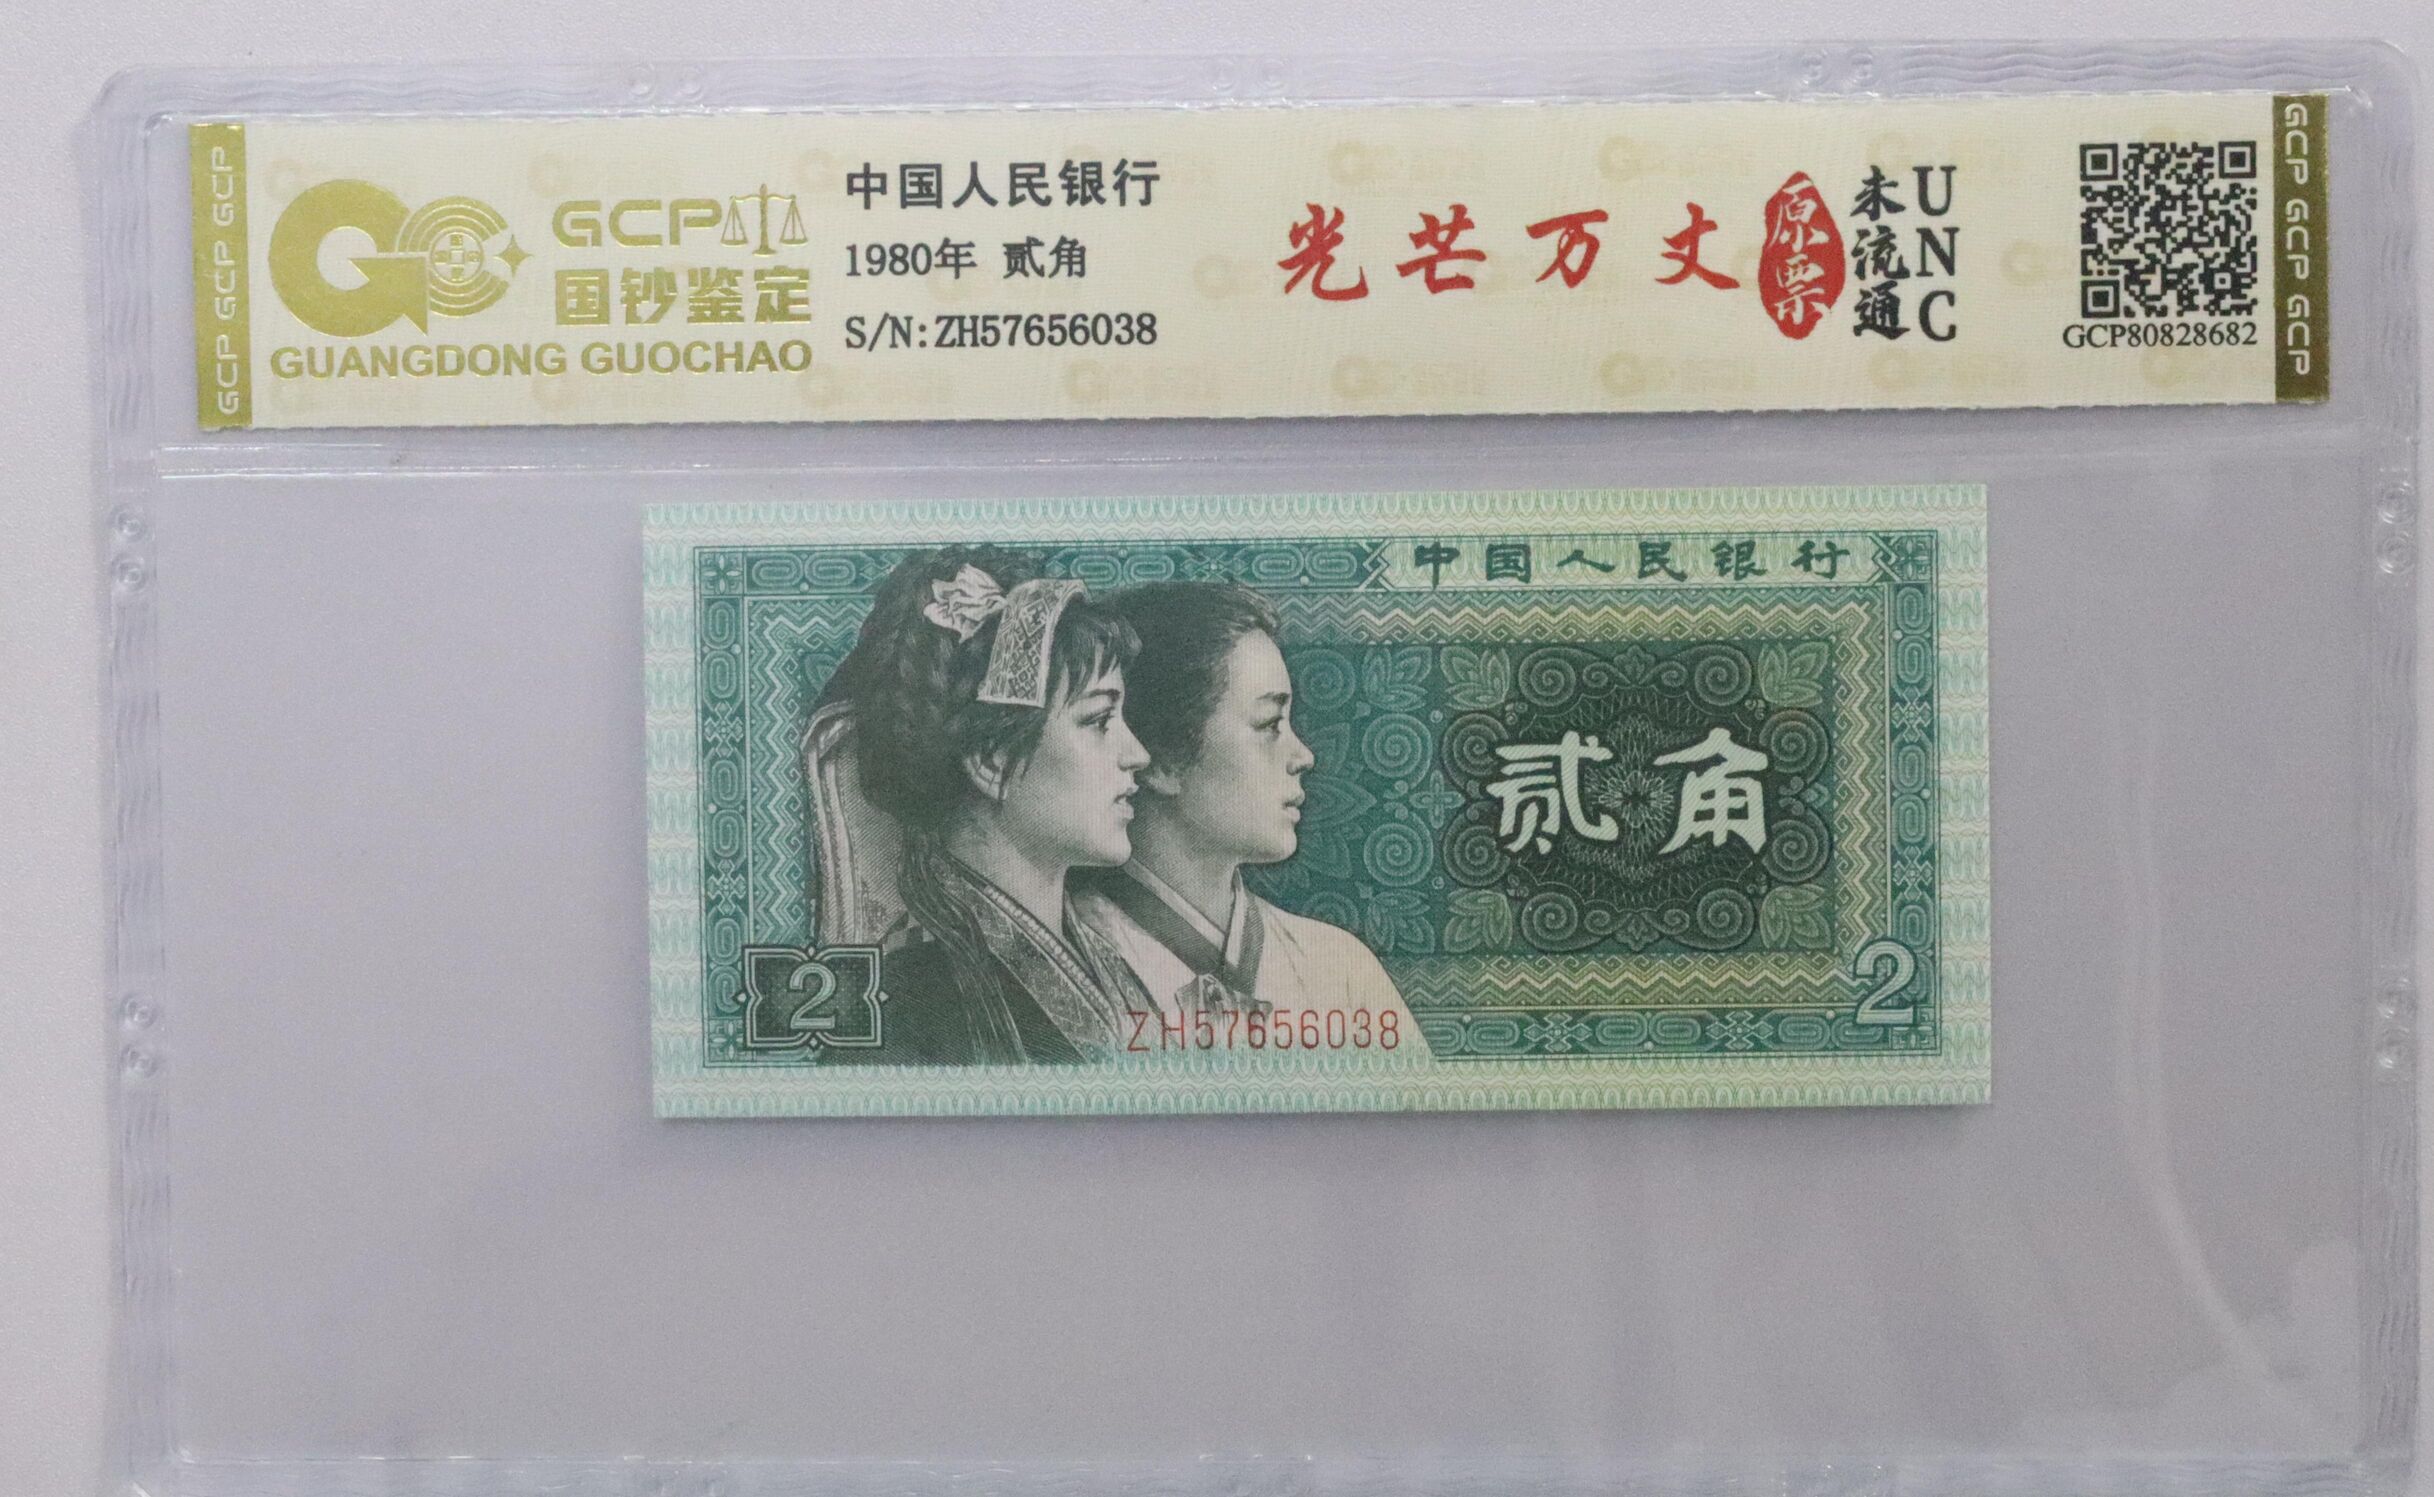 GCP GCP GCP
GCP
国钞鉴定
GUANGDONG GUOCHAO
中国人民银行
1980年 贰角
S/N:ZH57656038
光芒万丈
原票
未流通
UNC
GCP80828682
GCP GCP GCP
中国人民银行
贰角
2
2
ZH57656038